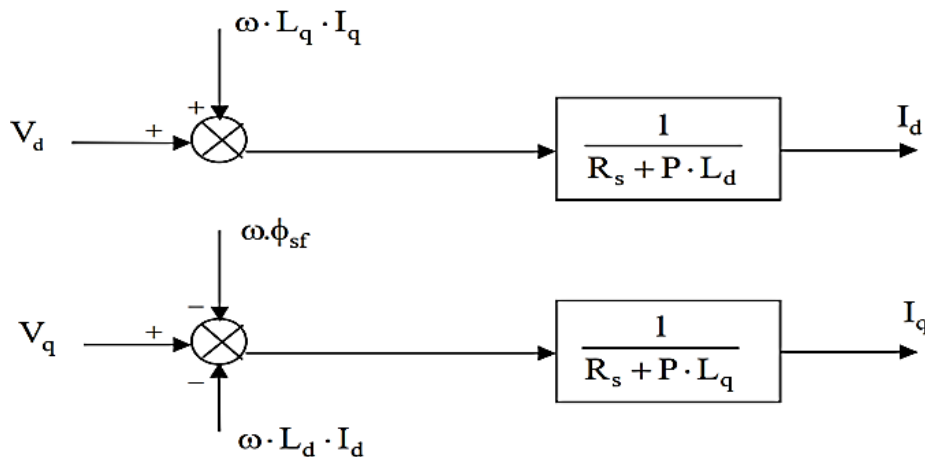 ω · L_q · I_q
V_d
+
+
1
R_s + P · L_d
I_d
ω.ϕ_sf
V_q
+
−
−
1
R_s + P · L_q
I_q
ω · L_d · I_d